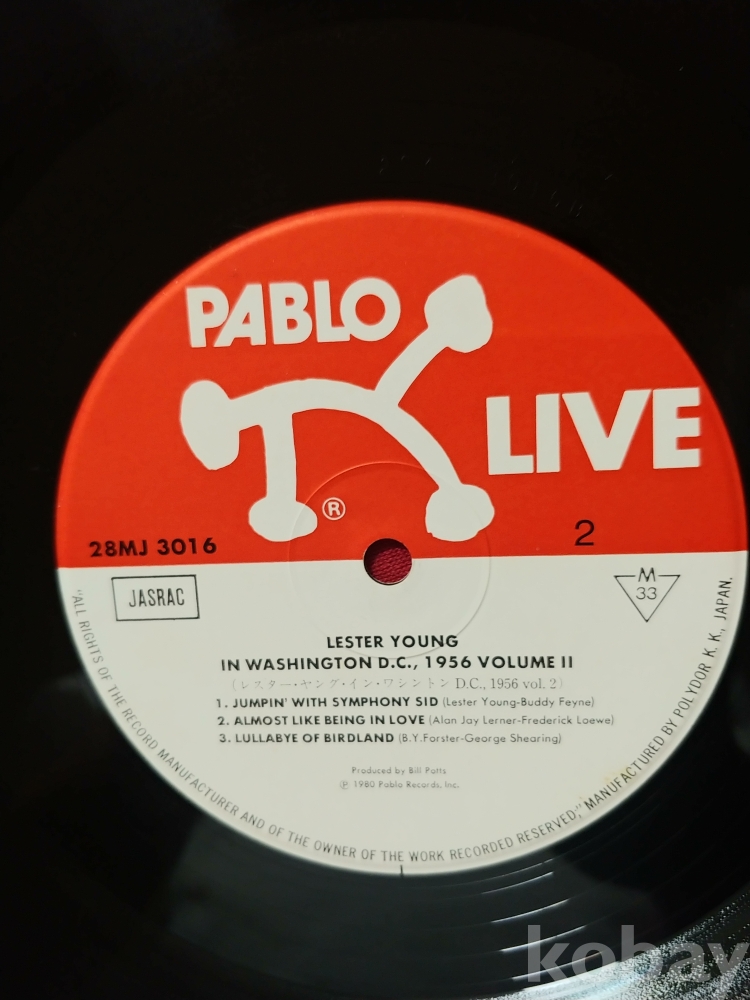 PABLO
LIVE
®
28MJ 3016
2
JASRAC
M
33
LESTER YOUNG
IN WASHINGTON D.C., 1956 VOLUME II
(レスター・ヤング・イン・ワシントン D.C., 1956 vol. 2)
1. JUMPIN' WITH SYMPHONY SID (Lester Young-Buddy Feyne)
2. ALMOST LIKE BEING IN LOVE (Alan Jay Lerner-Frederick Loewe)
3. LULLABYE OF BIRDLAND (B.Y.Forster-George Shearing)
Produced by Bill Potts
℗ 1980 Pablo Records, Inc.
"ALL RIGHTS OF THE RECORD MANUFACTURER AND OF THE OWNER OF THE WORK RECORDED RESERVED," MANUFACTURED BY POLYDOR K. K., JAPAN.
kobay